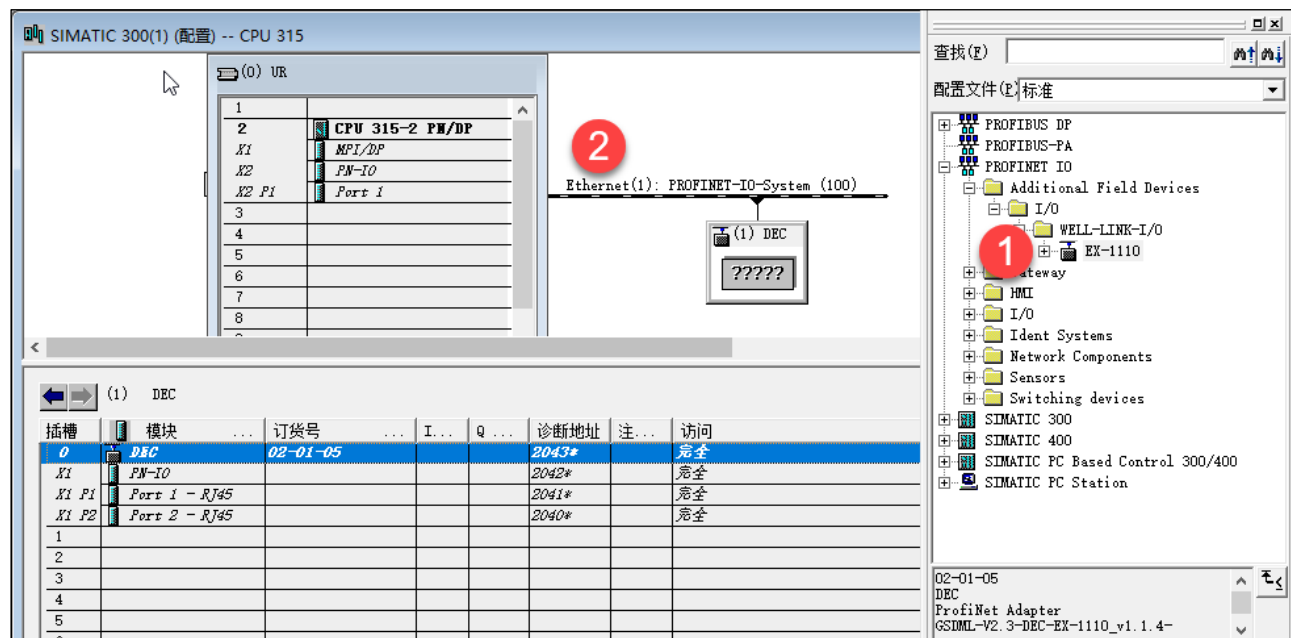 SIMATIC 300(1) (配置) -- CPU 315
(0) UR
1
2 CPU 315-2 PN/DP
X1 MPI/DP
X2 PN-IO
X2 P1 Port 1
3
4
5
6
7
8
2
Ethernet(1): PROFINET-IO-System (100)
(1) DEC
?????
(1) DEC
插槽 模块 ... 订货号 ... I... Q ... 诊断地址 注... 访问
0 DEC 02-01-05 2043* 完全
X1 PN-IO 2042* 完全
X1 P1 Port 1 - RJ45 2041* 完全
X1 P2 Port 2 - RJ45 2040* 完全
1
2
3
4
5
查找(F)
配置文件(P) 标准
PROFIBUS DP
PROFIBUS-PA
PROFINET IO
Additional Field Devices
I/O
WELL-LINK-I/O
1
EX-1110
ateway
HMI
I/O
Ident Systems
Network Components
Sensors
Switching devices
SIMATIC 300
SIMATIC 400
SIMATIC PC Based Control 300/400
SIMATIC PC Station
02-01-05
DEC
ProfiNet Adapter
GSDML-V2.3-DEC-EX-1110_v1.1.4-